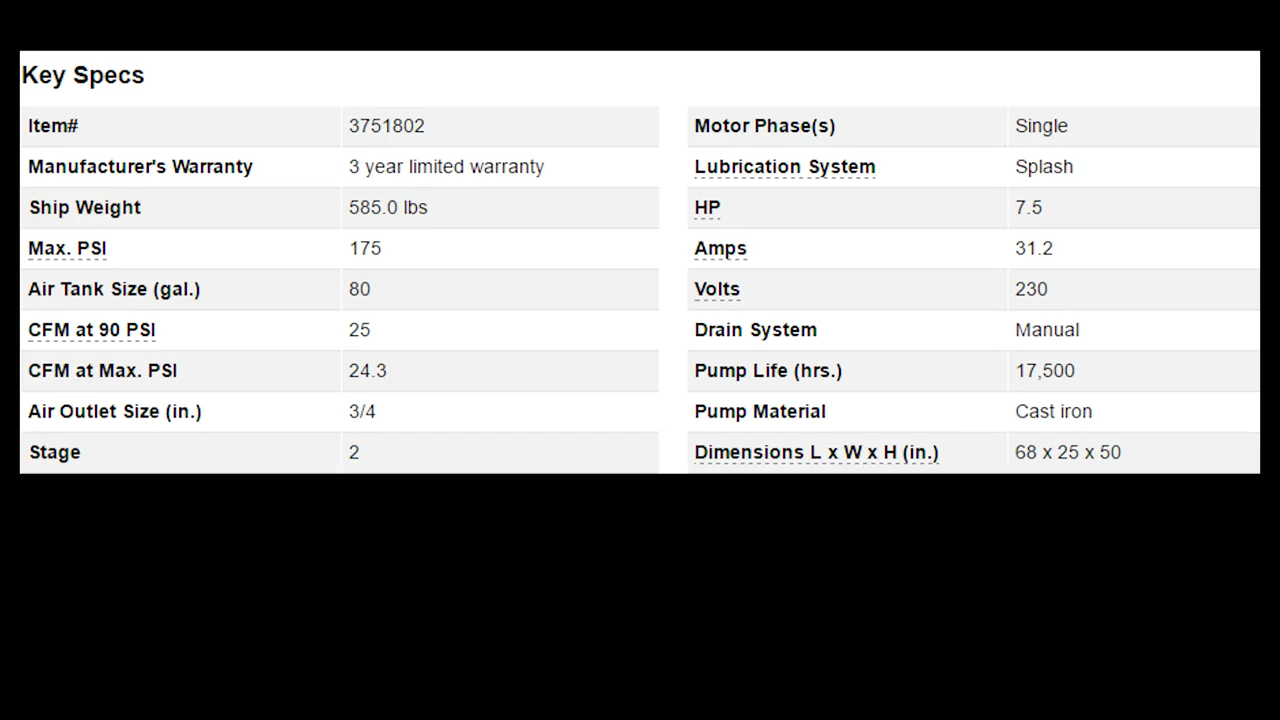 Key Specs
Item# 3751802 Motor Phase(s) Single
Manufacturer's Warranty 3 year limited warranty Lubrication System Splash
Ship Weight 585.0 lbs HP 7.5
Max. PSI 175 Amps 31.2
Air Tank Size (gal.) 80 Volts 230
CFM at 90 PSI 25 Drain System Manual
CFM at Max. PSI 24.3 Pump Life (hrs.) 17,500
Air Outlet Size (in.) 3/4 Pump Material Cast iron
Stage 2 Dimensions L x W x H (in.) 68 x 25 x 50